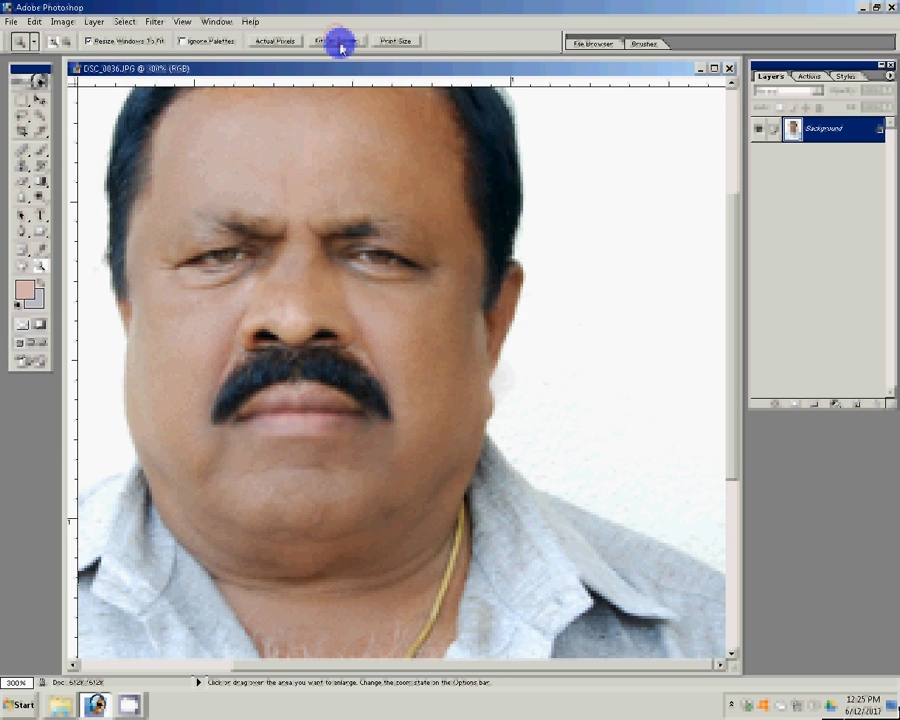 Adobe Photoshop
File Edit Image Layer Select Filter View Window Help
Resize Windows To Fit Ignore Palettes Actual Pixels Print Size File Browser Brushes
DSC_0036.JPG @ 300% (RGB)
Layers Actions Styles
Background
300% Doc: 612K/612K Click or drag over the area you want to enlarge. Change the zoom state on the Options bar.
Start
12:25 PM
6/12/2017